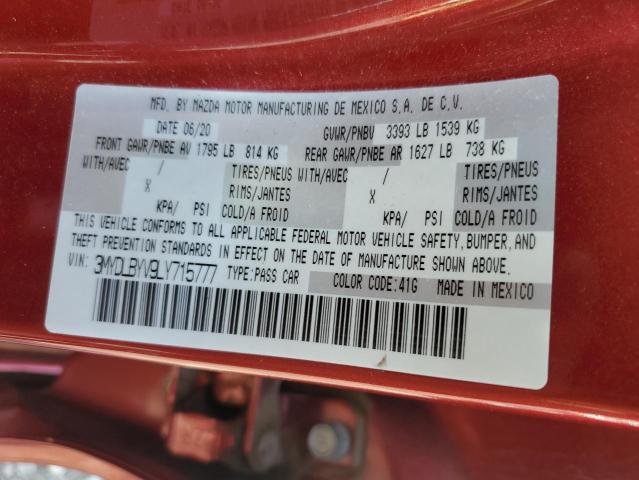 MFD. BY MAZDA MOTOR MANUFACTURING DE MEXICO S.A. DE C.V.
DATE 06/20 GVWR/PNBV 3393 LB 1539 KG
FRONT GAWR/PNBE AV 1795 LB 814 KG REAR GAWR/PNBE AR 1627 LB 738 KG
WITH/AVEC / TIRES/PNEUS WITH/AVEC / TIRES/PNEUS
X RIMS/JANTES X RIMS/JANTES
KPA/ PSI COLD/A FROID KPA/ PSI COLD/A FROID
THIS VEHICLE CONFORMS TO ALL APPLICABLE FEDERAL MOTOR VEHICLE SAFETY, BUMPER, AND
THEFT PREVENTION STANDARDS IN EFFECT ON THE DATE OF MANUFACTURE SHOWN ABOVE.
VIN: 3MYDLBYV9LY715777 TYPE:PASS CAR COLOR CODE:41G MADE IN MEXICO